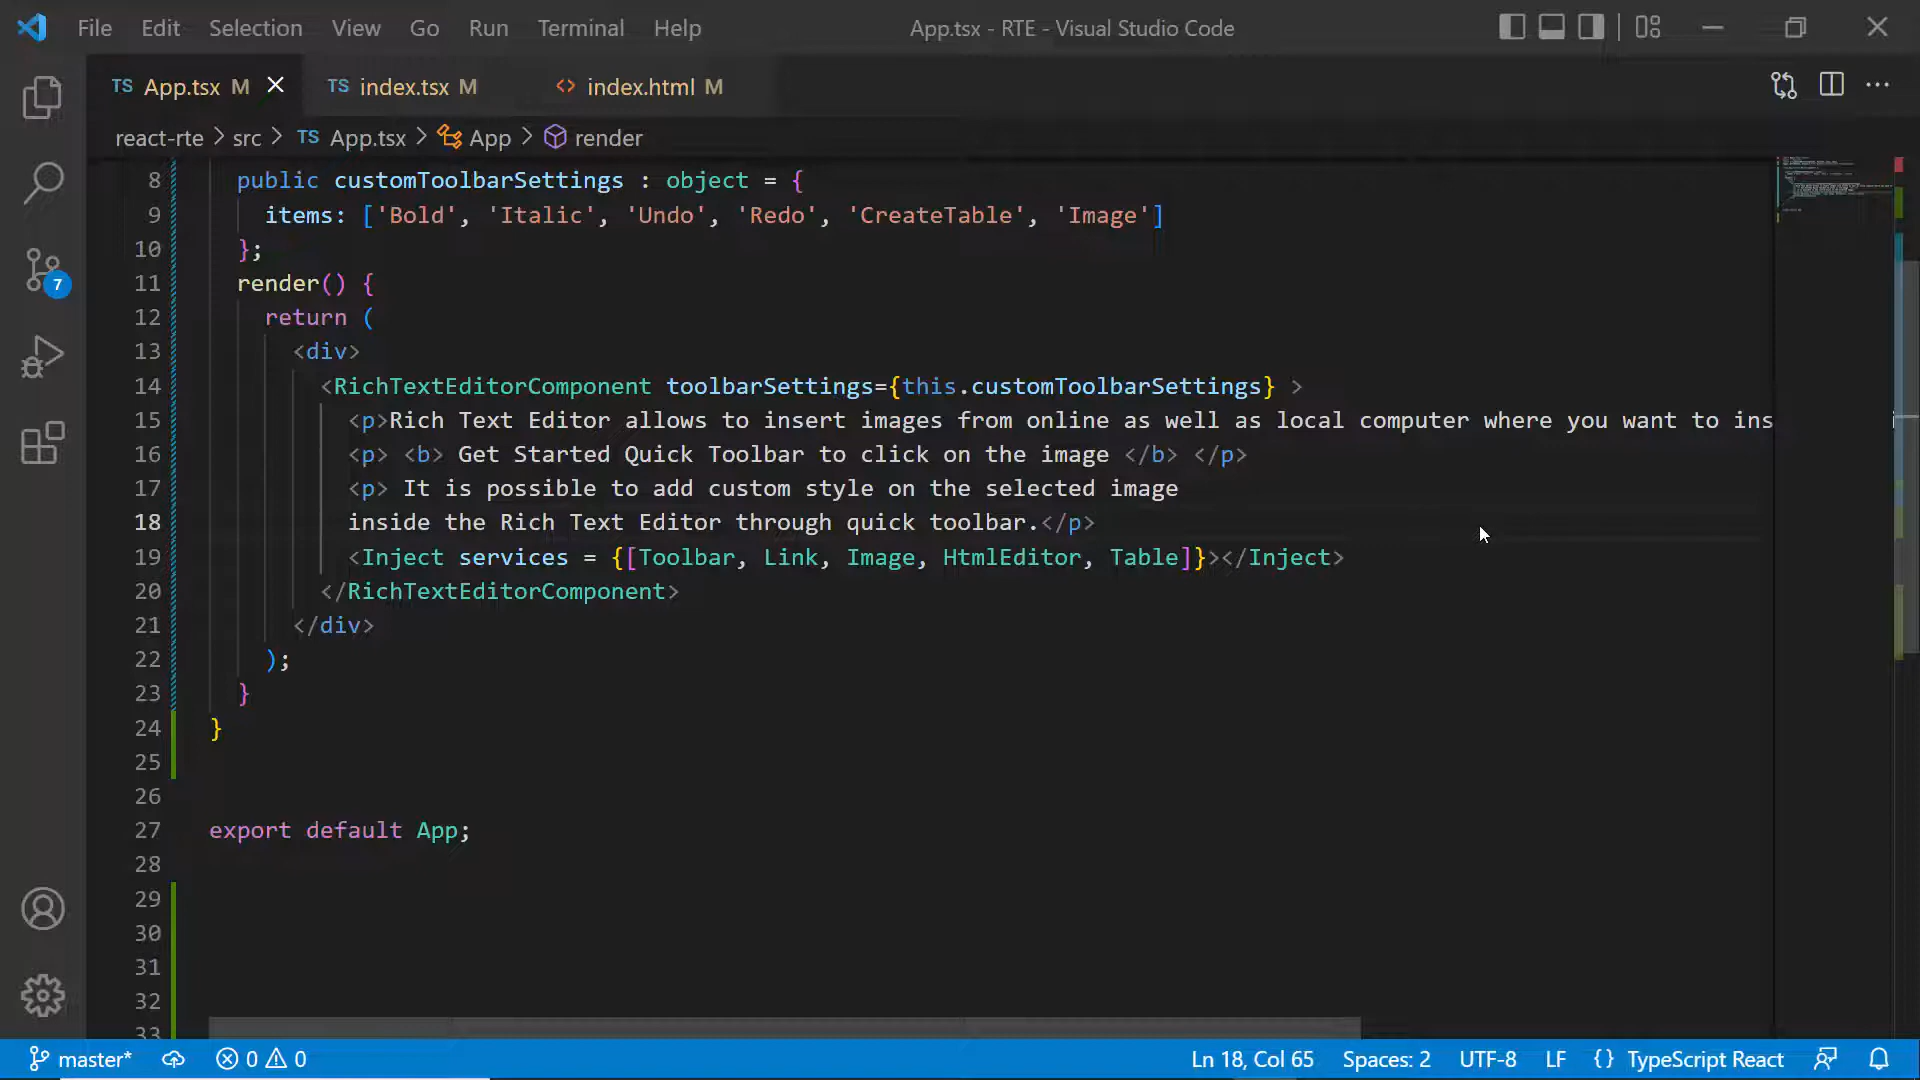 File Edit Selection View Go Run Terminal Help App.tsx - RTE - Visual Studio Code
TS App.tsx M TS index.tsx M <> index.html M
react-rte > src > TS App.tsx > App > render
8 public customToolbarSettings : object = {
9 items: ['Bold', 'Italic', 'Undo', 'Redo', 'CreateTable', 'Image']
10 };
11 render() {
12 return (
13 <div>
14 <RichTextEditorComponent toolbarSettings={this.customToolbarSettings} >
15 <p>Rich Text Editor allows to insert images from online as well as local computer where you want to ins
16 <p> <b> Get Started Quick Toolbar to click on the image </b> </p>
17 <p> It is possible to add custom style on the selected image
18 inside the Rich Text Editor through quick toolbar.</p>
19 <Inject services = {[Toolbar, Link, Image, HtmlEditor, Table]}></Inject>
20 </RichTextEditorComponent>
21 </div>
22 );
23 }
24 }
25
26
27 export default App;
28
29
30
31
32
33
7
master* 0 0 Ln 18, Col 65 Spaces: 2 UTF-8 LF {} TypeScript React